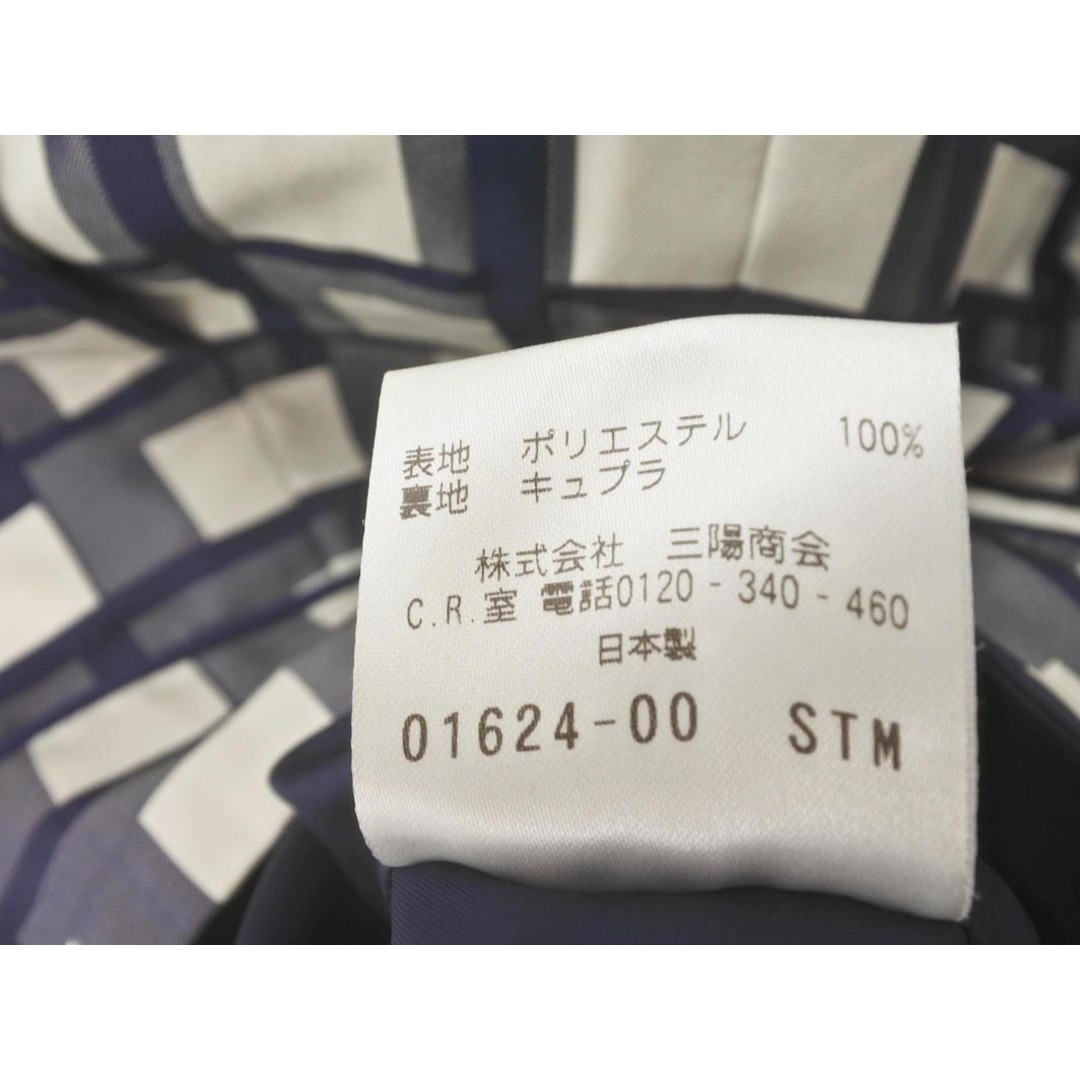 表地 ポリエステル 100%
裏地 キュプラ
株式会社 三陽商会
C.R.室 電話0120-340-460
日本製
01624-00 STM